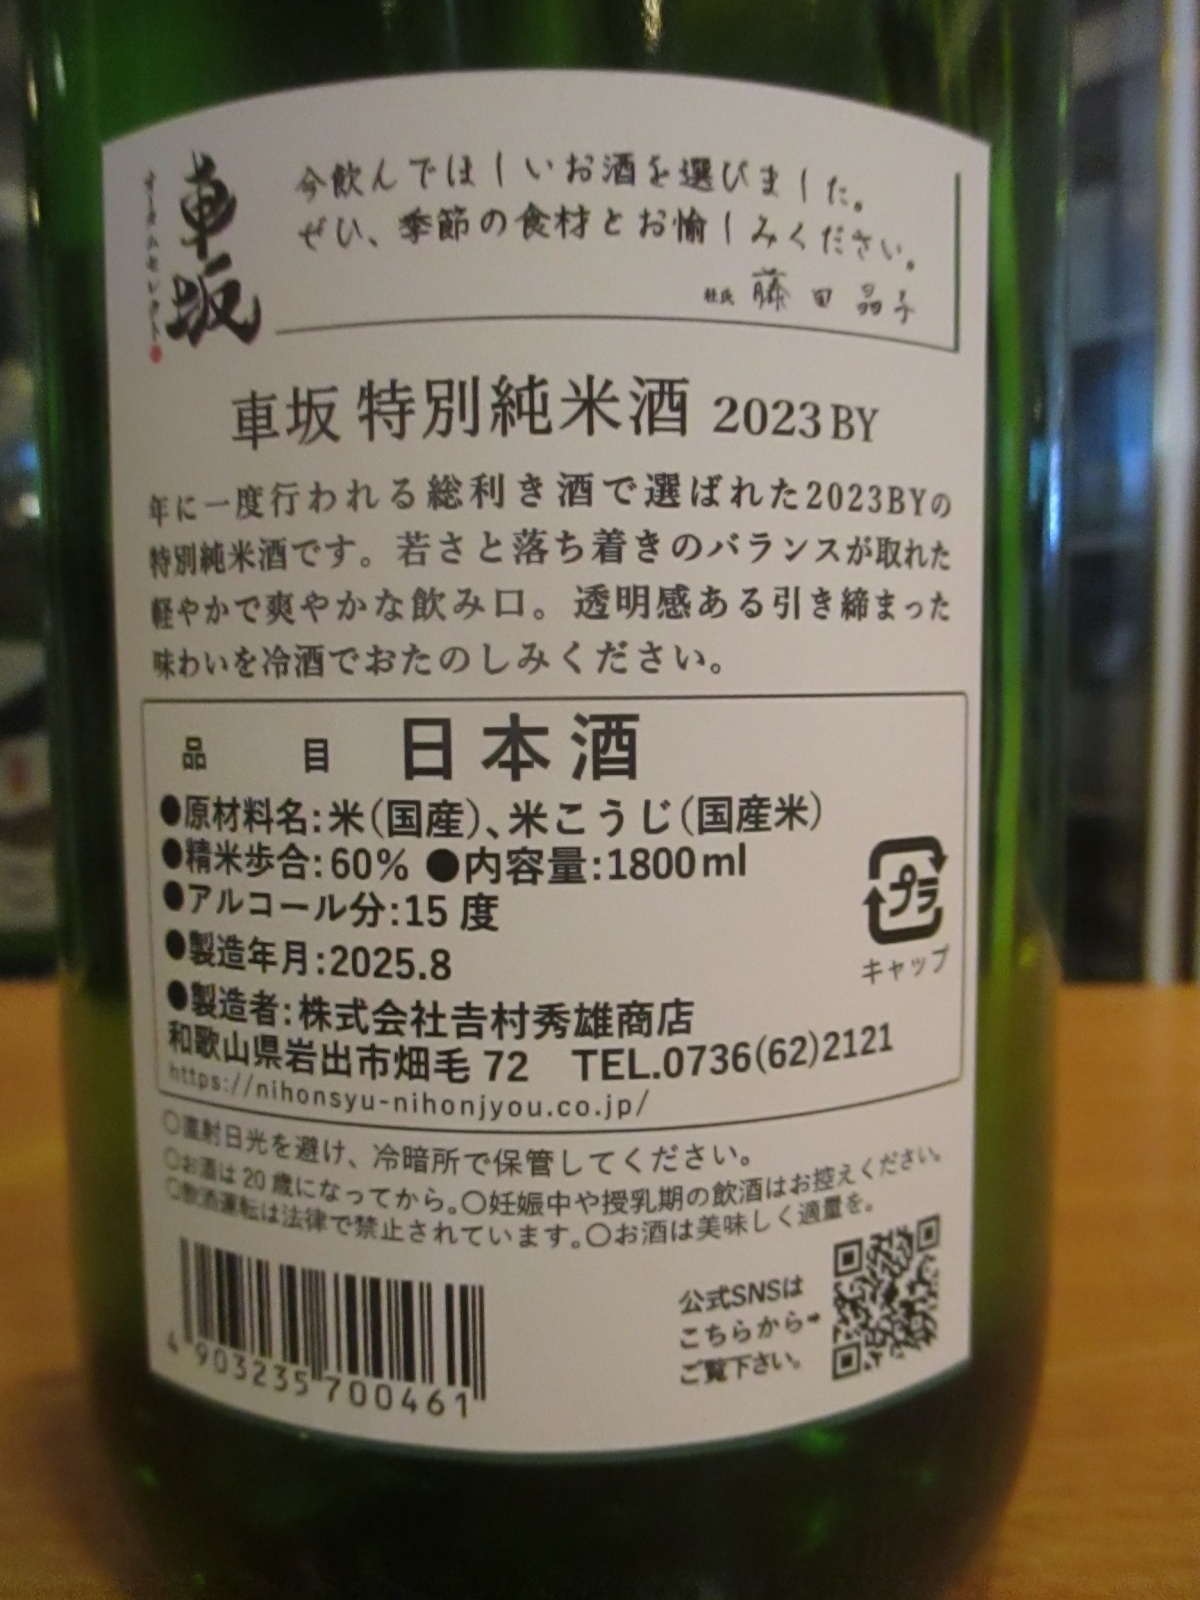 車坂
オータムセレクト
今飲んでほしいお酒を選びました。
ぜひ、季節の食材とお愉しみください。
杜氏 藤田晶子
車坂 特別純米酒 2023BY
年に一度行われる総利き酒で選ばれた2023BYの
特別純米酒です。若さと落ち着きのバランスが取れた
軽やかで爽やかな飲み口。透明感ある引き締まった
味わいを冷酒でおたのしみください。
品 目 日本酒
●原材料名:米(国産)、米こうじ(国産米)
●精米歩合:60% ●内容量:1800ml
●アルコール分:15度
●製造年月:2025.8
●製造者:株式会社𠮷村秀雄商店
和歌山県岩出市畑毛72 TEL.0736(62)2121
https://nihonsyu-nihonjyou.co.jp/
プラ
キャップ
○直射日光を避け、冷暗所で保管してください。
○お酒は20歳になってから。○妊娠中や授乳期の飲酒はお控えください。
○飲酒運転は法律で禁止されています。○お酒は美味しく適量を。
4 903235 700461
公式SNSは
こちらから→
ご覧下さい。